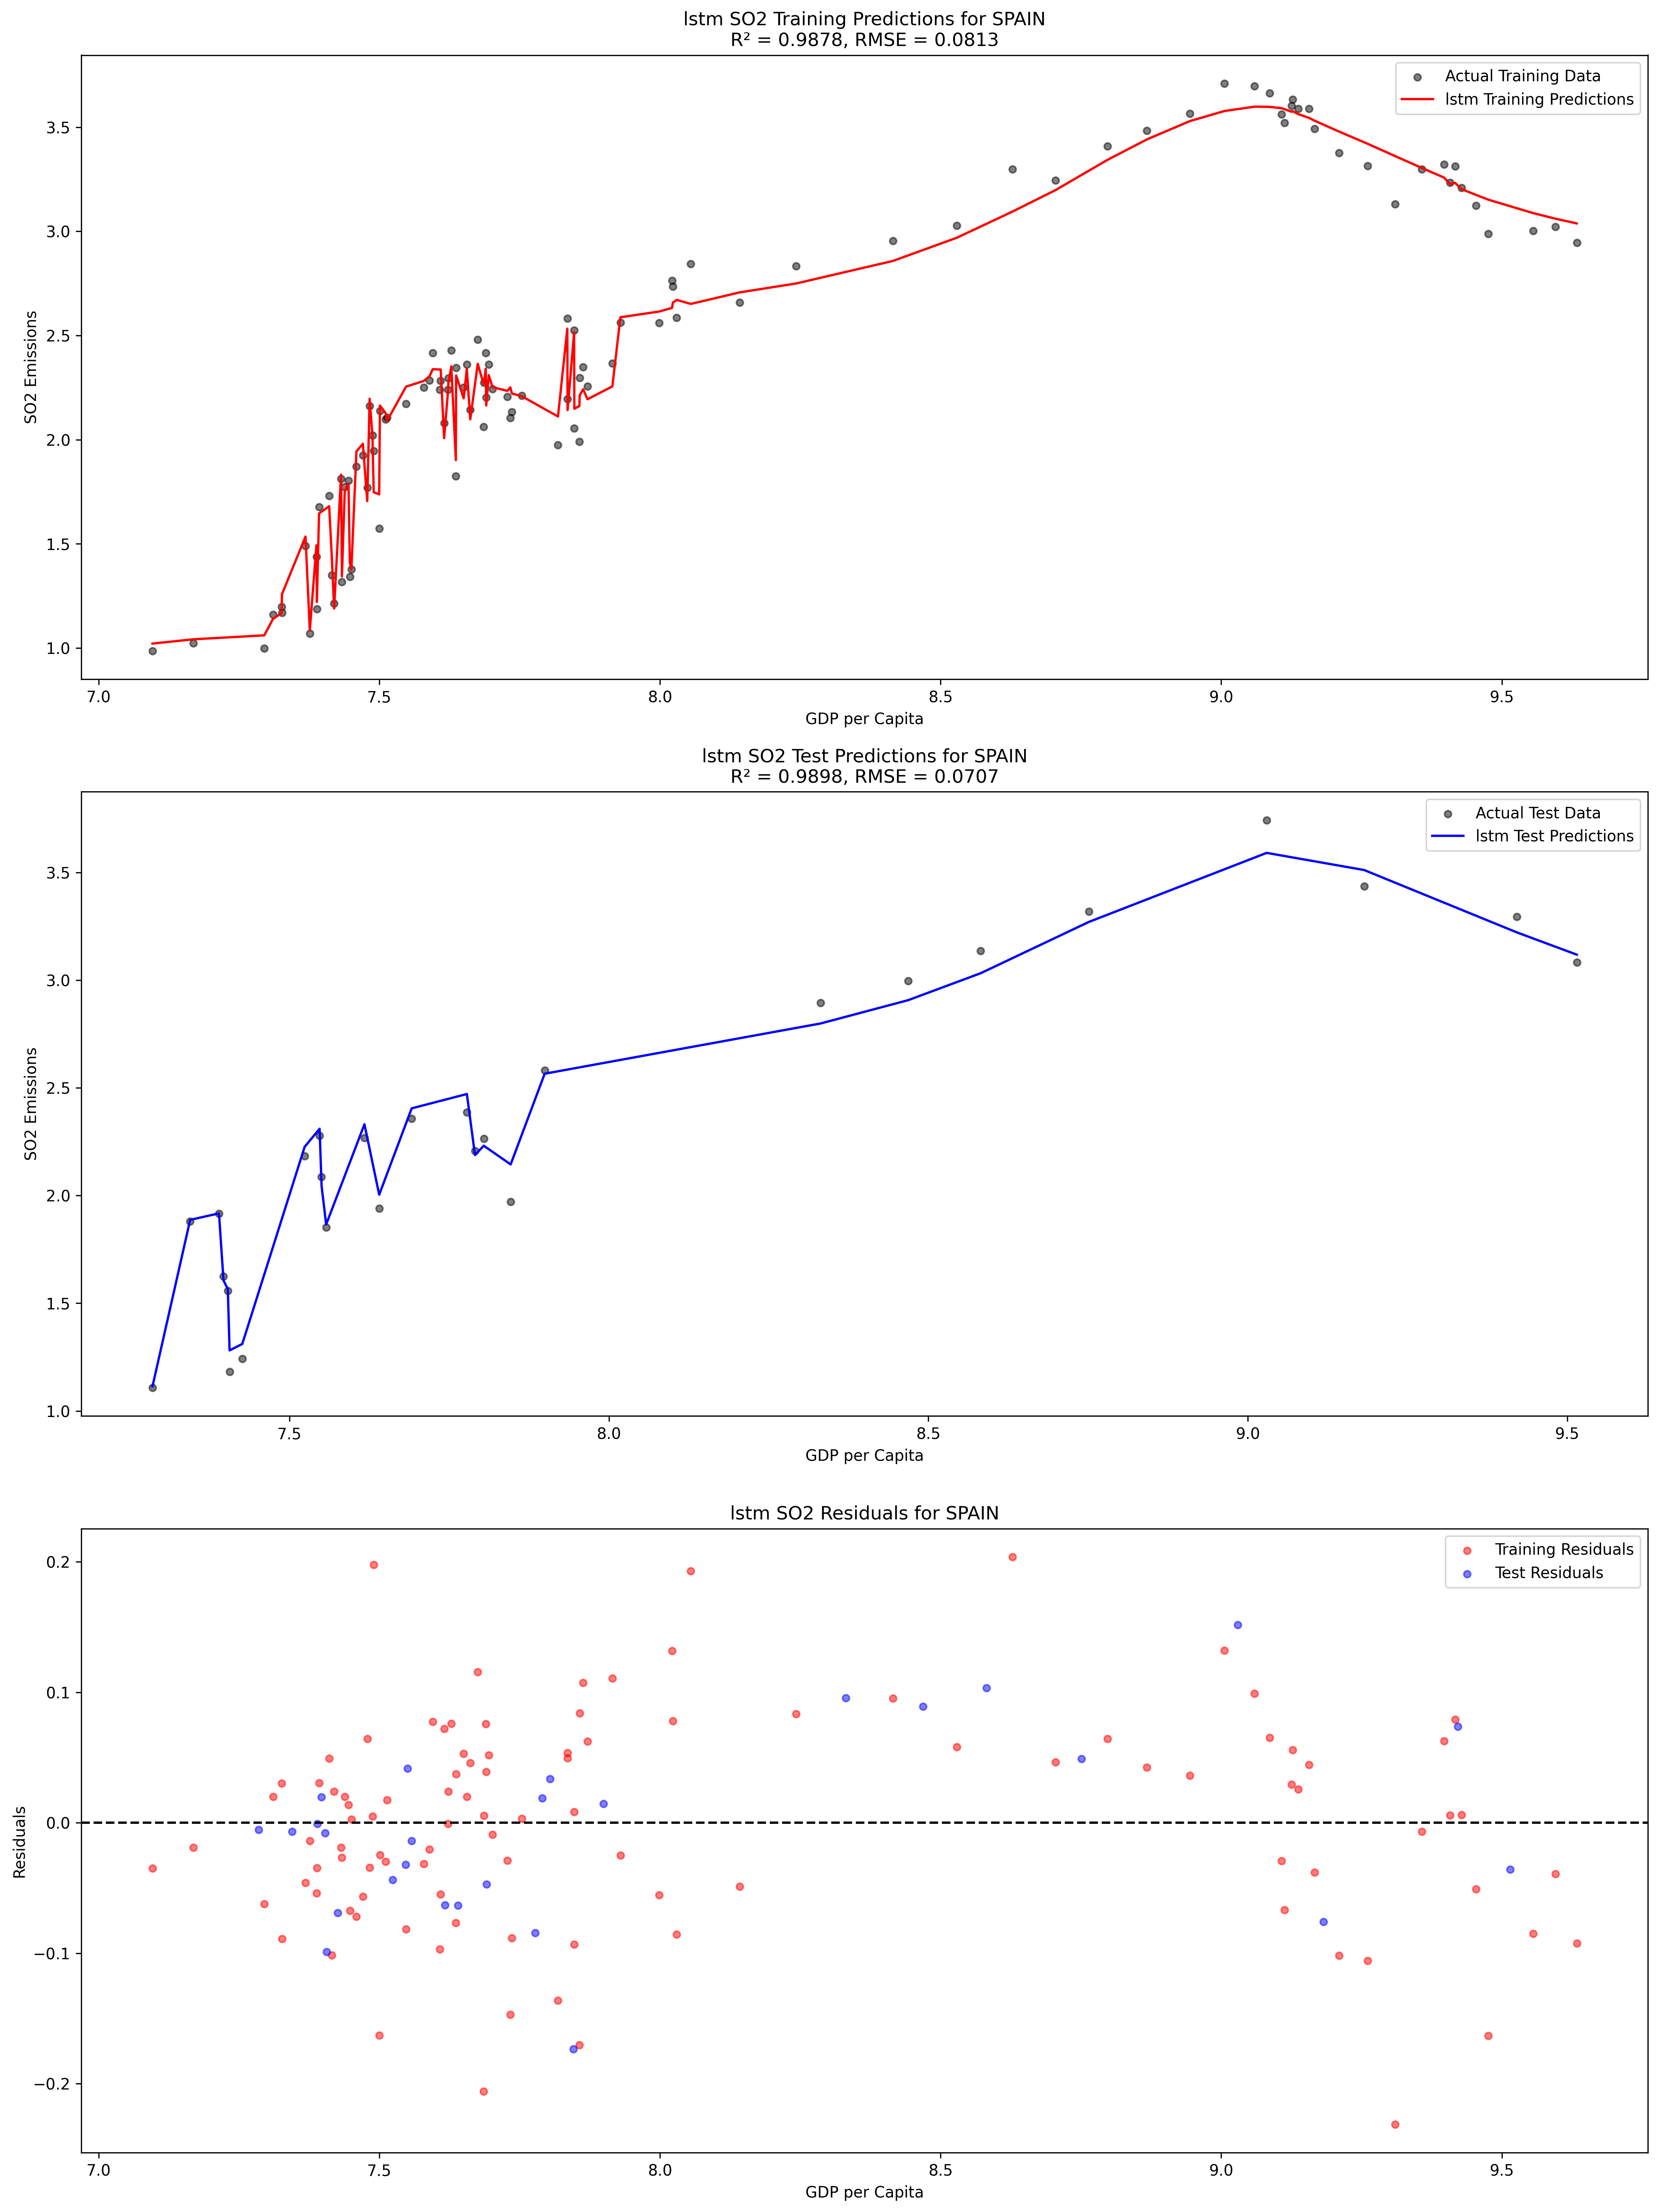 lstm SO2 Training Predictions for SPAIN
R² = 0.9878, RMSE = 0.0813
Actual Training Data
lstm Training Predictions
SO2 Emissions
3.5
3.0
2.5
2.0
1.5
1.0
7.0 7.5 8.0 8.5 9.0 9.5
GDP per Capita
lstm SO2 Test Predictions for SPAIN
R² = 0.9898, RMSE = 0.0707
Actual Test Data
lstm Test Predictions
SO2 Emissions
3.5
3.0
2.5
2.0
1.5
1.0
7.5 8.0 8.5 9.0 9.5
GDP per Capita
lstm SO2 Residuals for SPAIN
Training Residuals
Test Residuals
Residuals
0.2
0.1
0.0
−0.1
−0.2
7.0 7.5 8.0 8.5 9.0 9.5
GDP per Capita